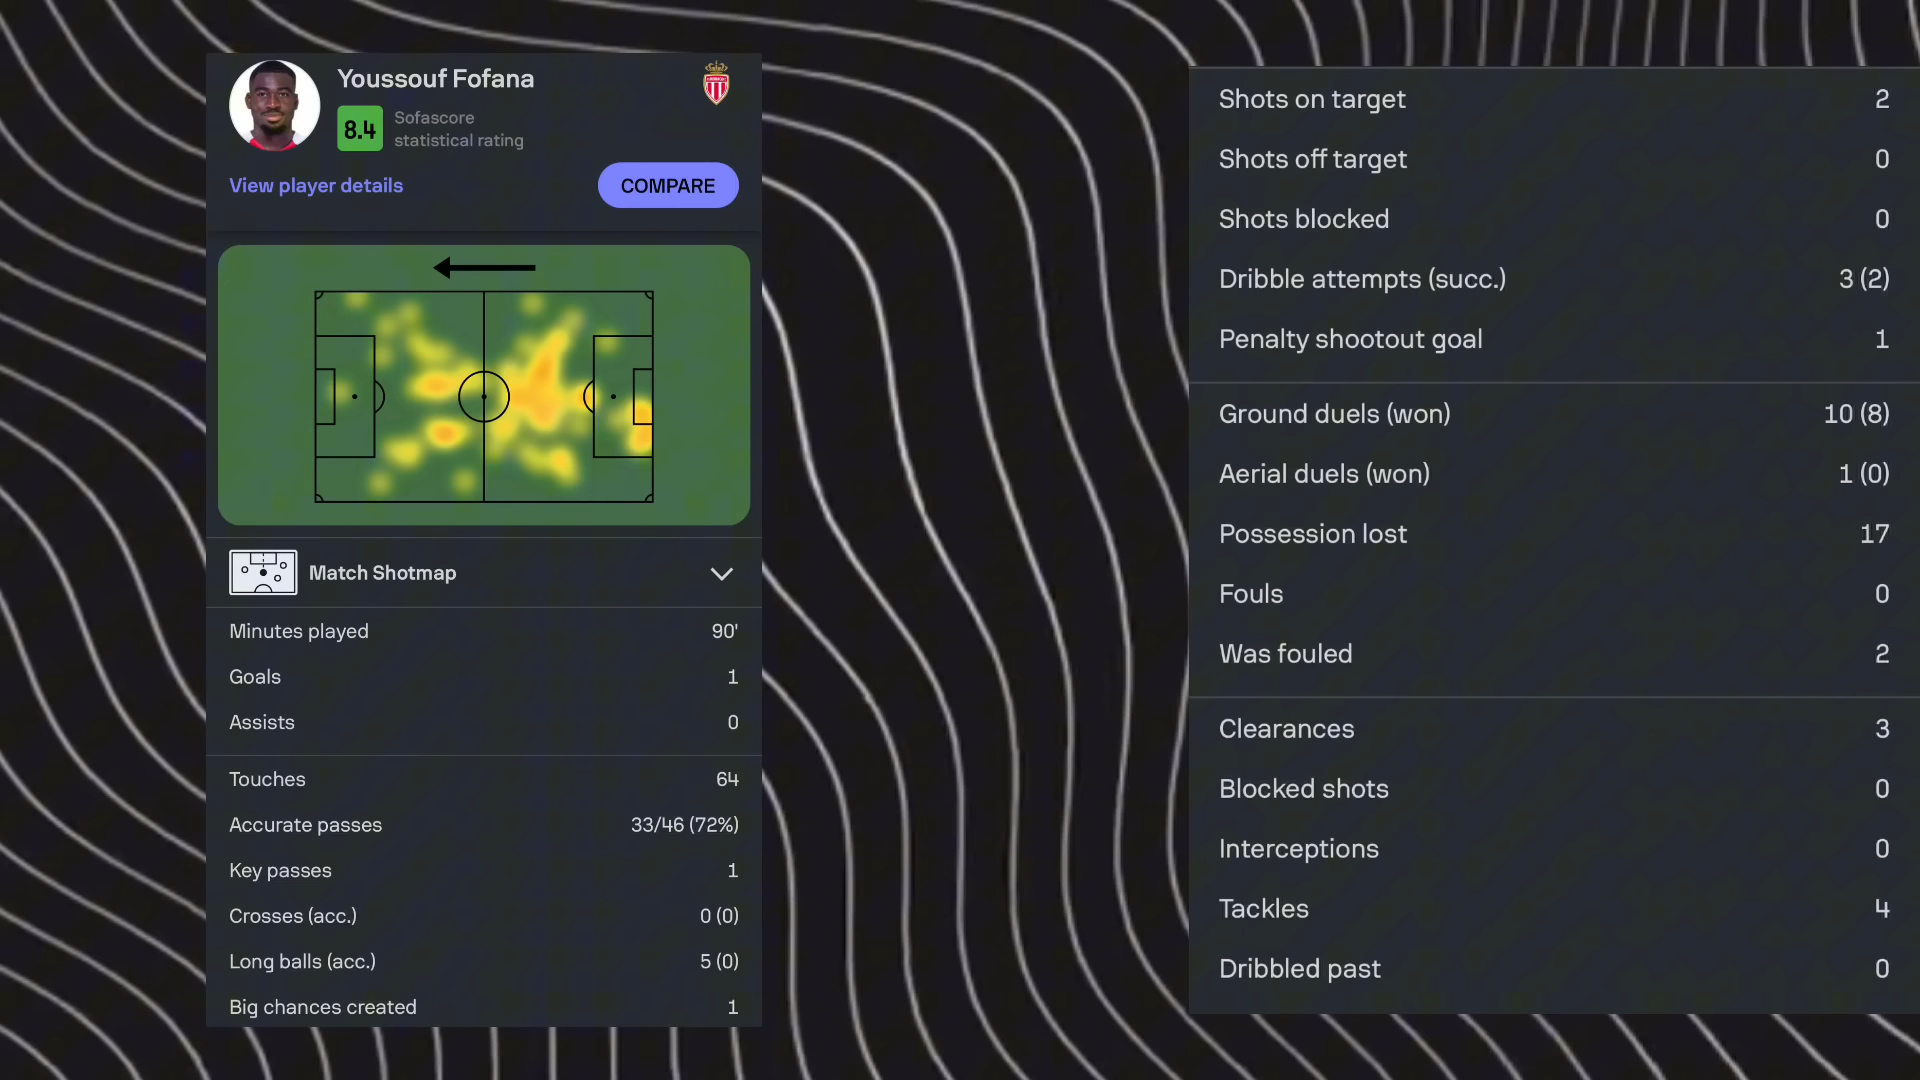 Youssouf Fofana
8.4
Sofascore
statistical rating
View player details
COMPARE
Match Shotmap
Minutes played 90'
Goals 1
Assists 0
Touches 64
Accurate passes 33/46 (72%)
Key passes 1
Crosses (acc.) 0 (0)
Long balls (acc.) 5 (0)
Big chances created 1
Shots on target 2
Shots off target 0
Shots blocked 0
Dribble attempts (succ.) 3 (2)
Penalty shootout goal 1
Ground duels (won) 10 (8)
Aerial duels (won) 1 (0)
Possession lost 17
Fouls 0
Was fouled 2
Clearances 3
Blocked shots 0
Interceptions 0
Tackles 4
Dribbled past 0